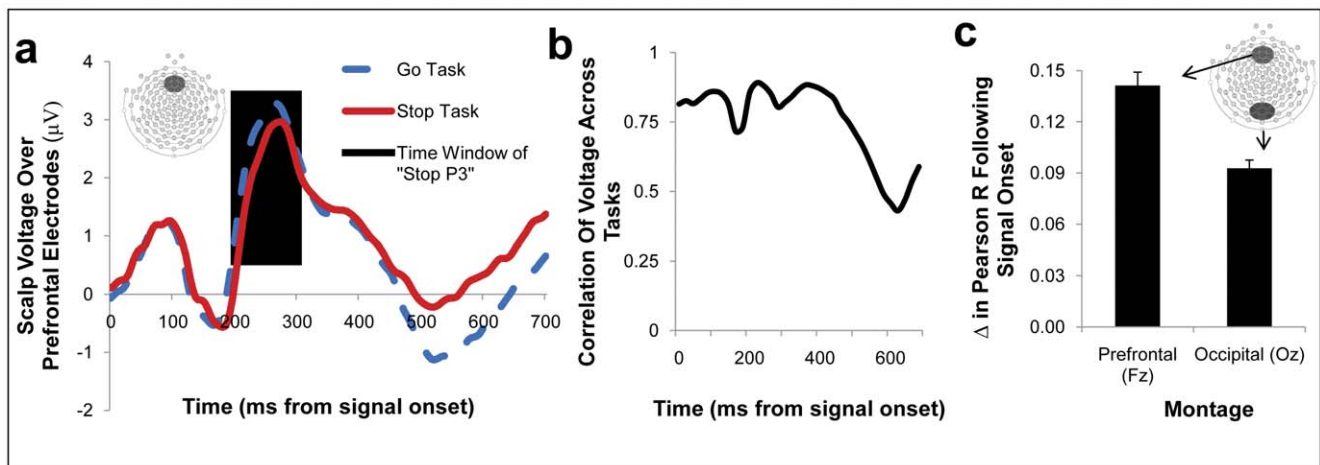 a
Scalp Voltage Over
Prefrontal Electrodes (μV)
4
3
2
1
0
-1
-2
0 100 200 300 400 500 600 700
Time (ms from signal onset)
Go Task
Stop Task
Time Window of
"Stop P3"
b
Correlation Of Voltage Across
Tasks
1
0.75
0.5
0.25
0
0 200 400 600
Time (ms from signal onset)
c
Δ in Pearson R Following
Signal Onset
0.15
0.12
0.09
0.06
0.03
0.00
Prefrontal
(Fz)
Occipital (Oz)
Montage